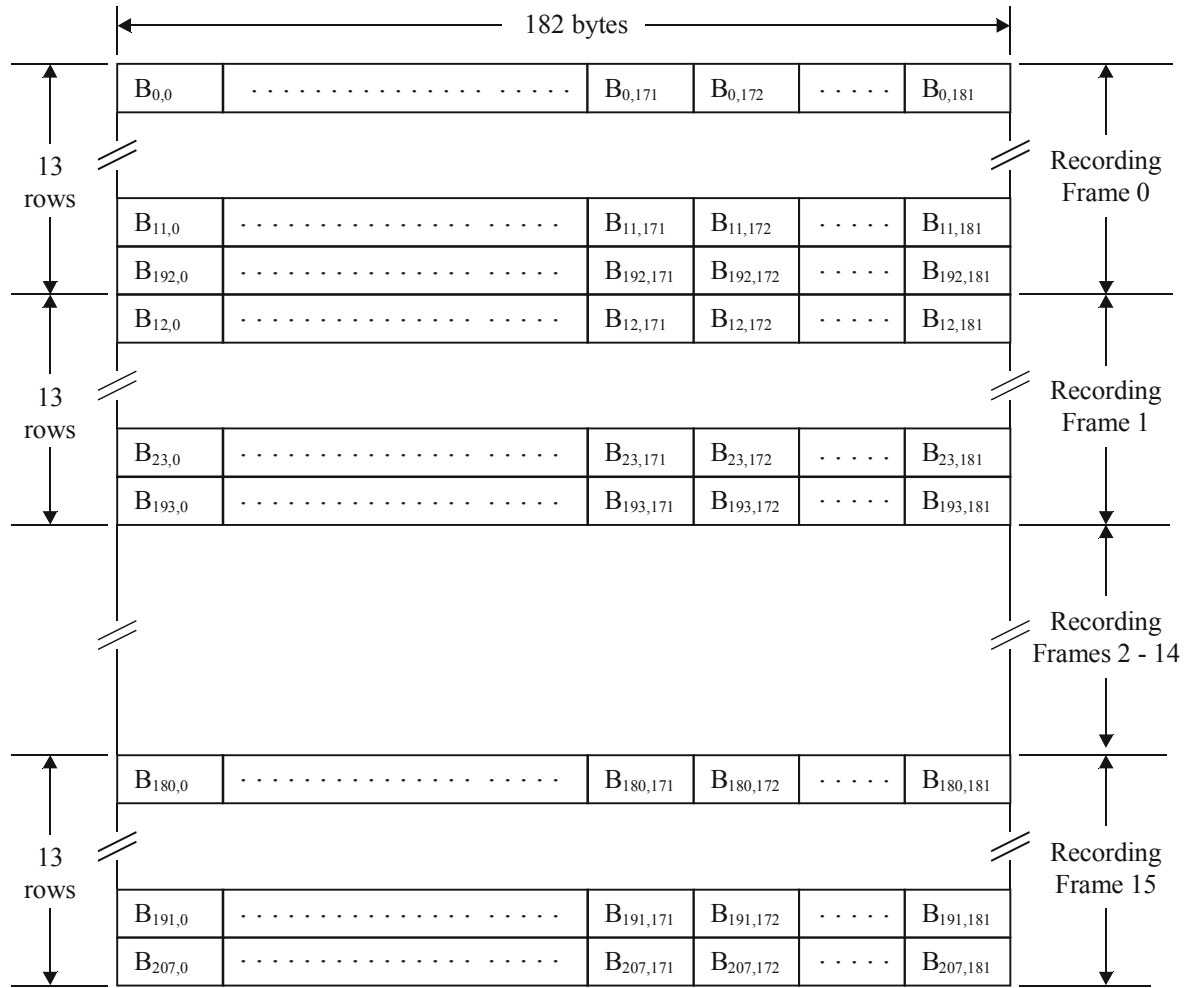 182 bytes
B0,0 . . . . . . . . . . . . . . . . . . . . B0,171 B0,172 . . . . . B0,181
13
rows
Recording
Frame 0
B11,0 . . . . . . . . . . . . . . . . . . . . B11,171 B11,172 . . . . . B11,181
B192,0 . . . . . . . . . . . . . . . . . . . . B192,171 B192,172 . . . . . B192,181
B12,0 . . . . . . . . . . . . . . . . . . . . B12,171 B12,172 . . . . . B12,181
13
rows
Recording
Frame 1
B23,0 . . . . . . . . . . . . . . . . . . . . B23,171 B23,172 . . . . . B23,181
B193,0 . . . . . . . . . . . . . . . . . . . . B193,171 B193,172 . . . . . B193,181
Recording
Frames 2 - 14
B180,0 . . . . . . . . . . . . . . . . . . . . B180,171 B180,172 . . . . . B180,181
13
rows
Recording
Frame 15
B191,0 . . . . . . . . . . . . . . . . . . . . B191,171 B191,172 . . . . . B191,181
B207,0 . . . . . . . . . . . . . . . . . . . . B207,171 B207,172 . . . . . B207,181